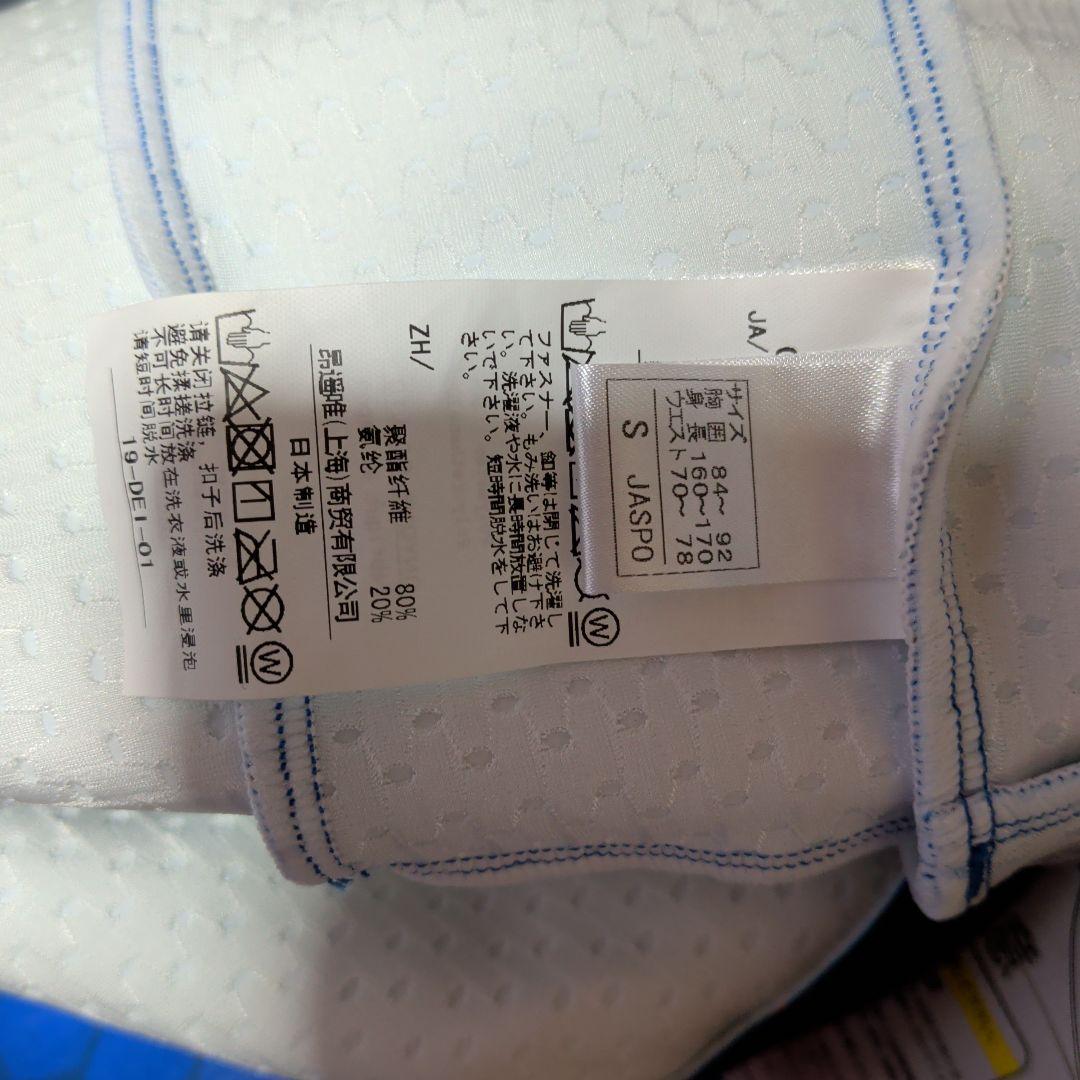 サイズ
胸囲 84～ 92
身長 160～170
ウエスト 70～ 78
S JASPO
JA/
ファスナー、釦等は閉じて洗濯し
て下さい。もみ洗いはお避け下さ
い。洗濯液や水に長時間放置しな
いで下さい。短時間脱水をして下
さい。
W
ZH/
聚酯纤维 80%
氨纶 20%
昂遥唯(上海)商贸有限公司
日本制造
W
请关闭拉链，扣子后洗涤
避免揉搓洗涤
不可长时间放在洗衣液或水里浸泡
请短时间脱水
19-DE1-01